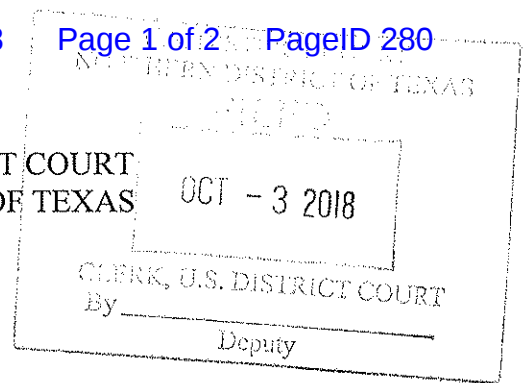 Page 1 of 2 PageID 280
NORTHERN DISTRICT OF TEXAS
FILED
T COURT
OF TEXAS
OCT - 3 2018
CLERK, U.S. DISTRICT COURT
By
Deputy